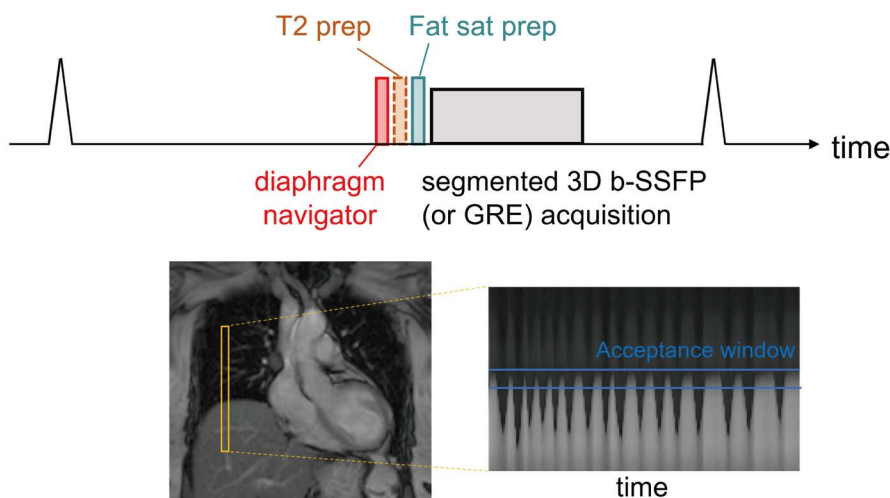 T2 prep
Fat sat prep
time
diaphragm
navigator
segmented 3D b-SSFP
(or GRE) acquisition
Acceptance window
time